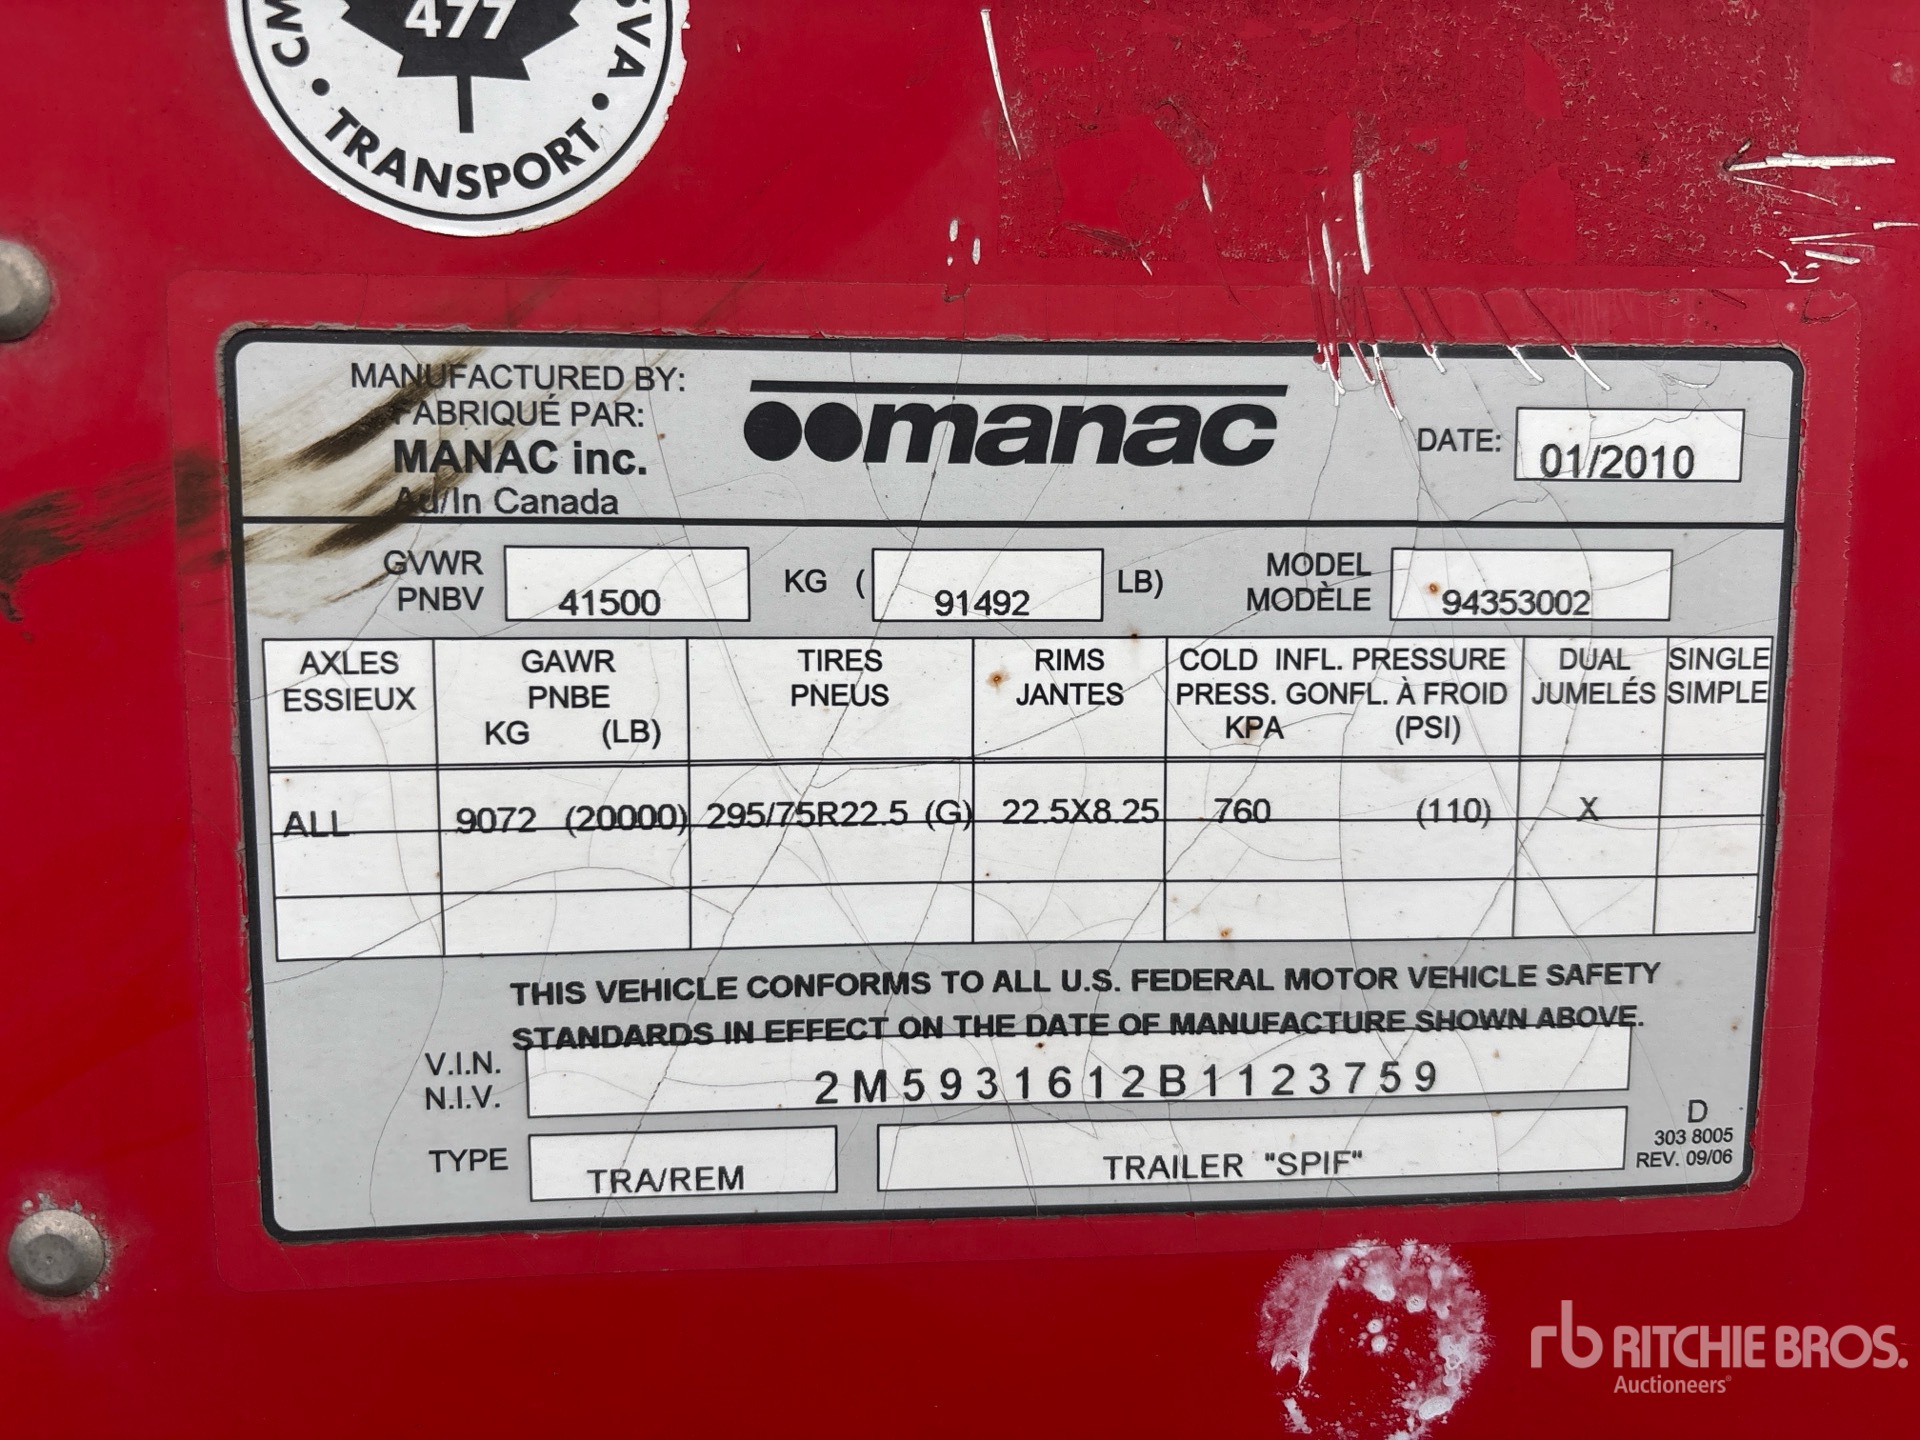 477
TRANSPORT
MANUFACTURED BY:
FABRIQUÉ PAR:
MANAC inc.
Au/In Canada
manac
DATE: 01/2010
GVWR
PNBV
41500 KG ( 91492 LB)
MODEL
MODÈLE
94353002
AXLES
ESSIEUX
GAWR
PNBE
KG (LB)
TIRES
PNEUS
RIMS
JANTES
COLD INFL. PRESSURE
PRESS. GONFL. À FROID
KPA (PSI)
DUAL
JUMELÉS
SINGLE
SIMPLE
ALL 9072 (20000) 295/75R22.5 (G) 22.5X8.25 760 (110) X
THIS VEHICLE CONFORMS TO ALL U.S. FEDERAL MOTOR VEHICLE SAFETY
STANDARDS IN EFFECT ON THE DATE OF MANUFACTURE SHOWN ABOVE.
V.I.N.
N.I.V.
2M5931612B1123759
TYPE TRA/REM TRAILER "SPIF"
D
303 8005
REV. 09/06
rb RITCHIE BROS.
Auctioneers